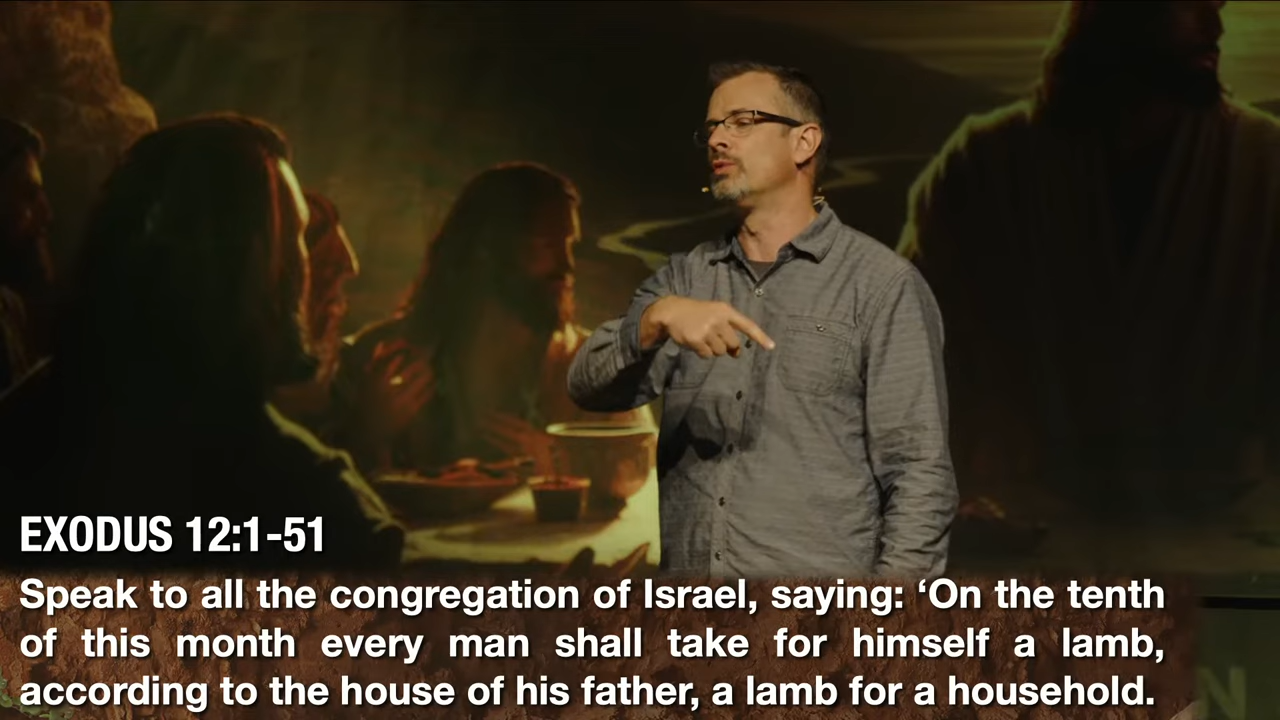 EXODUS 12:1-51
Speak to all the congregation of Israel, saying: ‘On the tenth
of this month every man shall take for himself a lamb,
according to the house of his father, a lamb for a household.
N